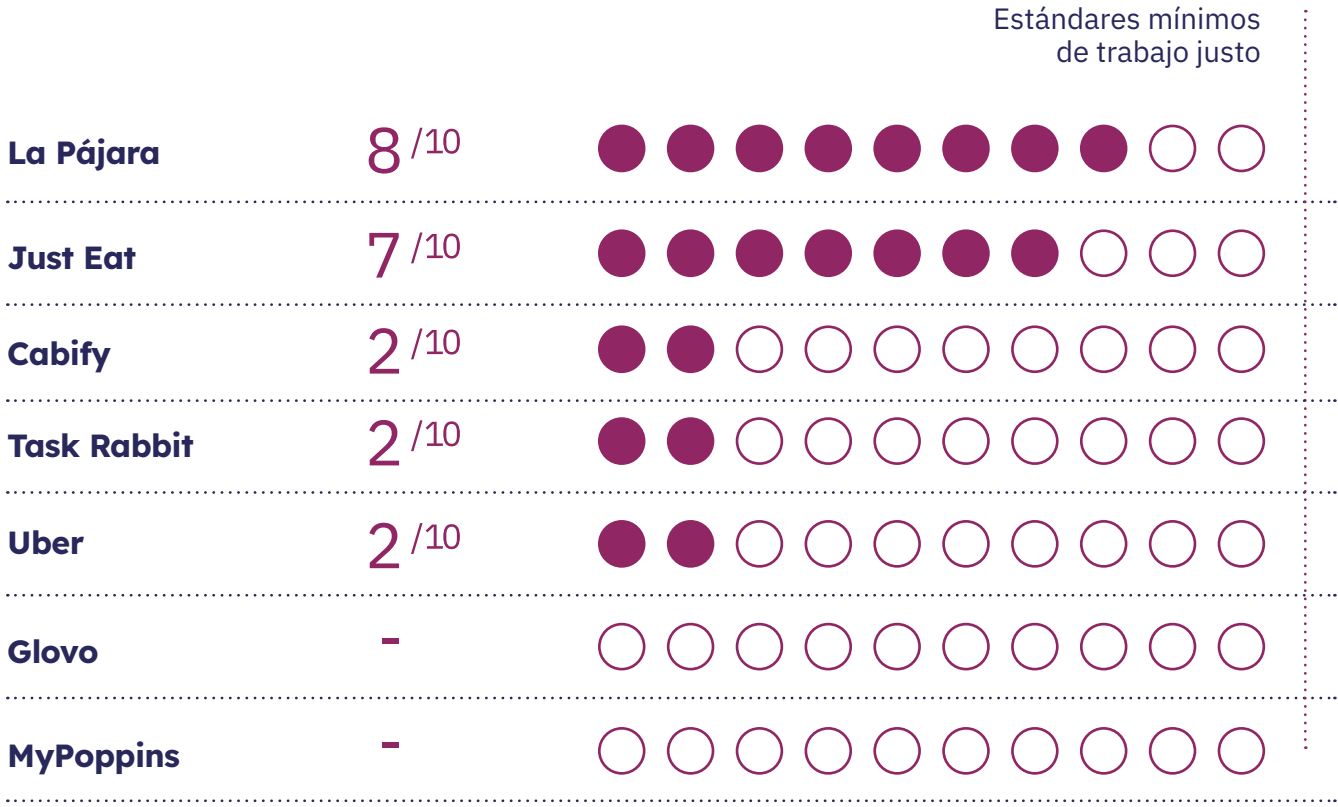 Estándares mínimos
de trabajo justo
La Pájara 8 /10
Just Eat 7 /10
Cabify 2 /10
Task Rabbit 2 /10
Uber 2 /10
Glovo -
MyPoppins -